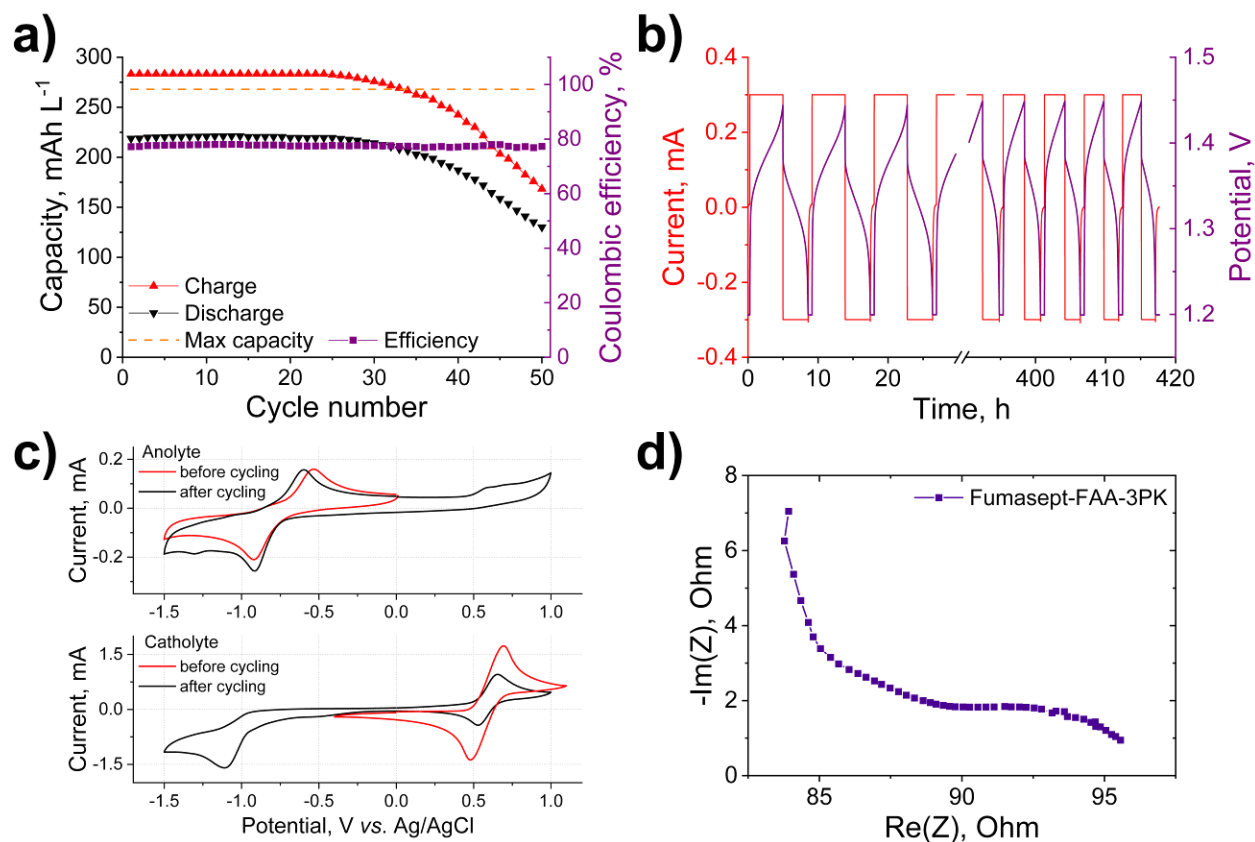 a)
Capacity, mAh L-1
300
250
225
200
150
100
75
50
0
0
10
20
30
40
50
Cycle number
0
20
40
60
80
100
Coulombic efficiency, %
Charge
Discharge
Max capacity
Efficiency
b)
Current, mA
0.4
0.2
0.0
-0.2
-0.4
0
10
20
400
410
420
Time, h
1.5
1.4
1.3
1.2
Potential, V
c)
Anolyte
before cycling
after cycling
Current, mA
0.2
0.0
-0.2
-1.5
-1.0
-0.5
0.0
0.5
1.0
Catholyte
before cycling
after cycling
Current, mA
1.5
0.0
-1.5
-1.5
-1.0
-0.5
0.0
0.5
1.0
Potential, V vs. Ag/AgCl
d)
Fumasept-FAA-3PK
-Im(Z), Ohm
8
6
4
2
0
85
90
95
Re(Z), Ohm